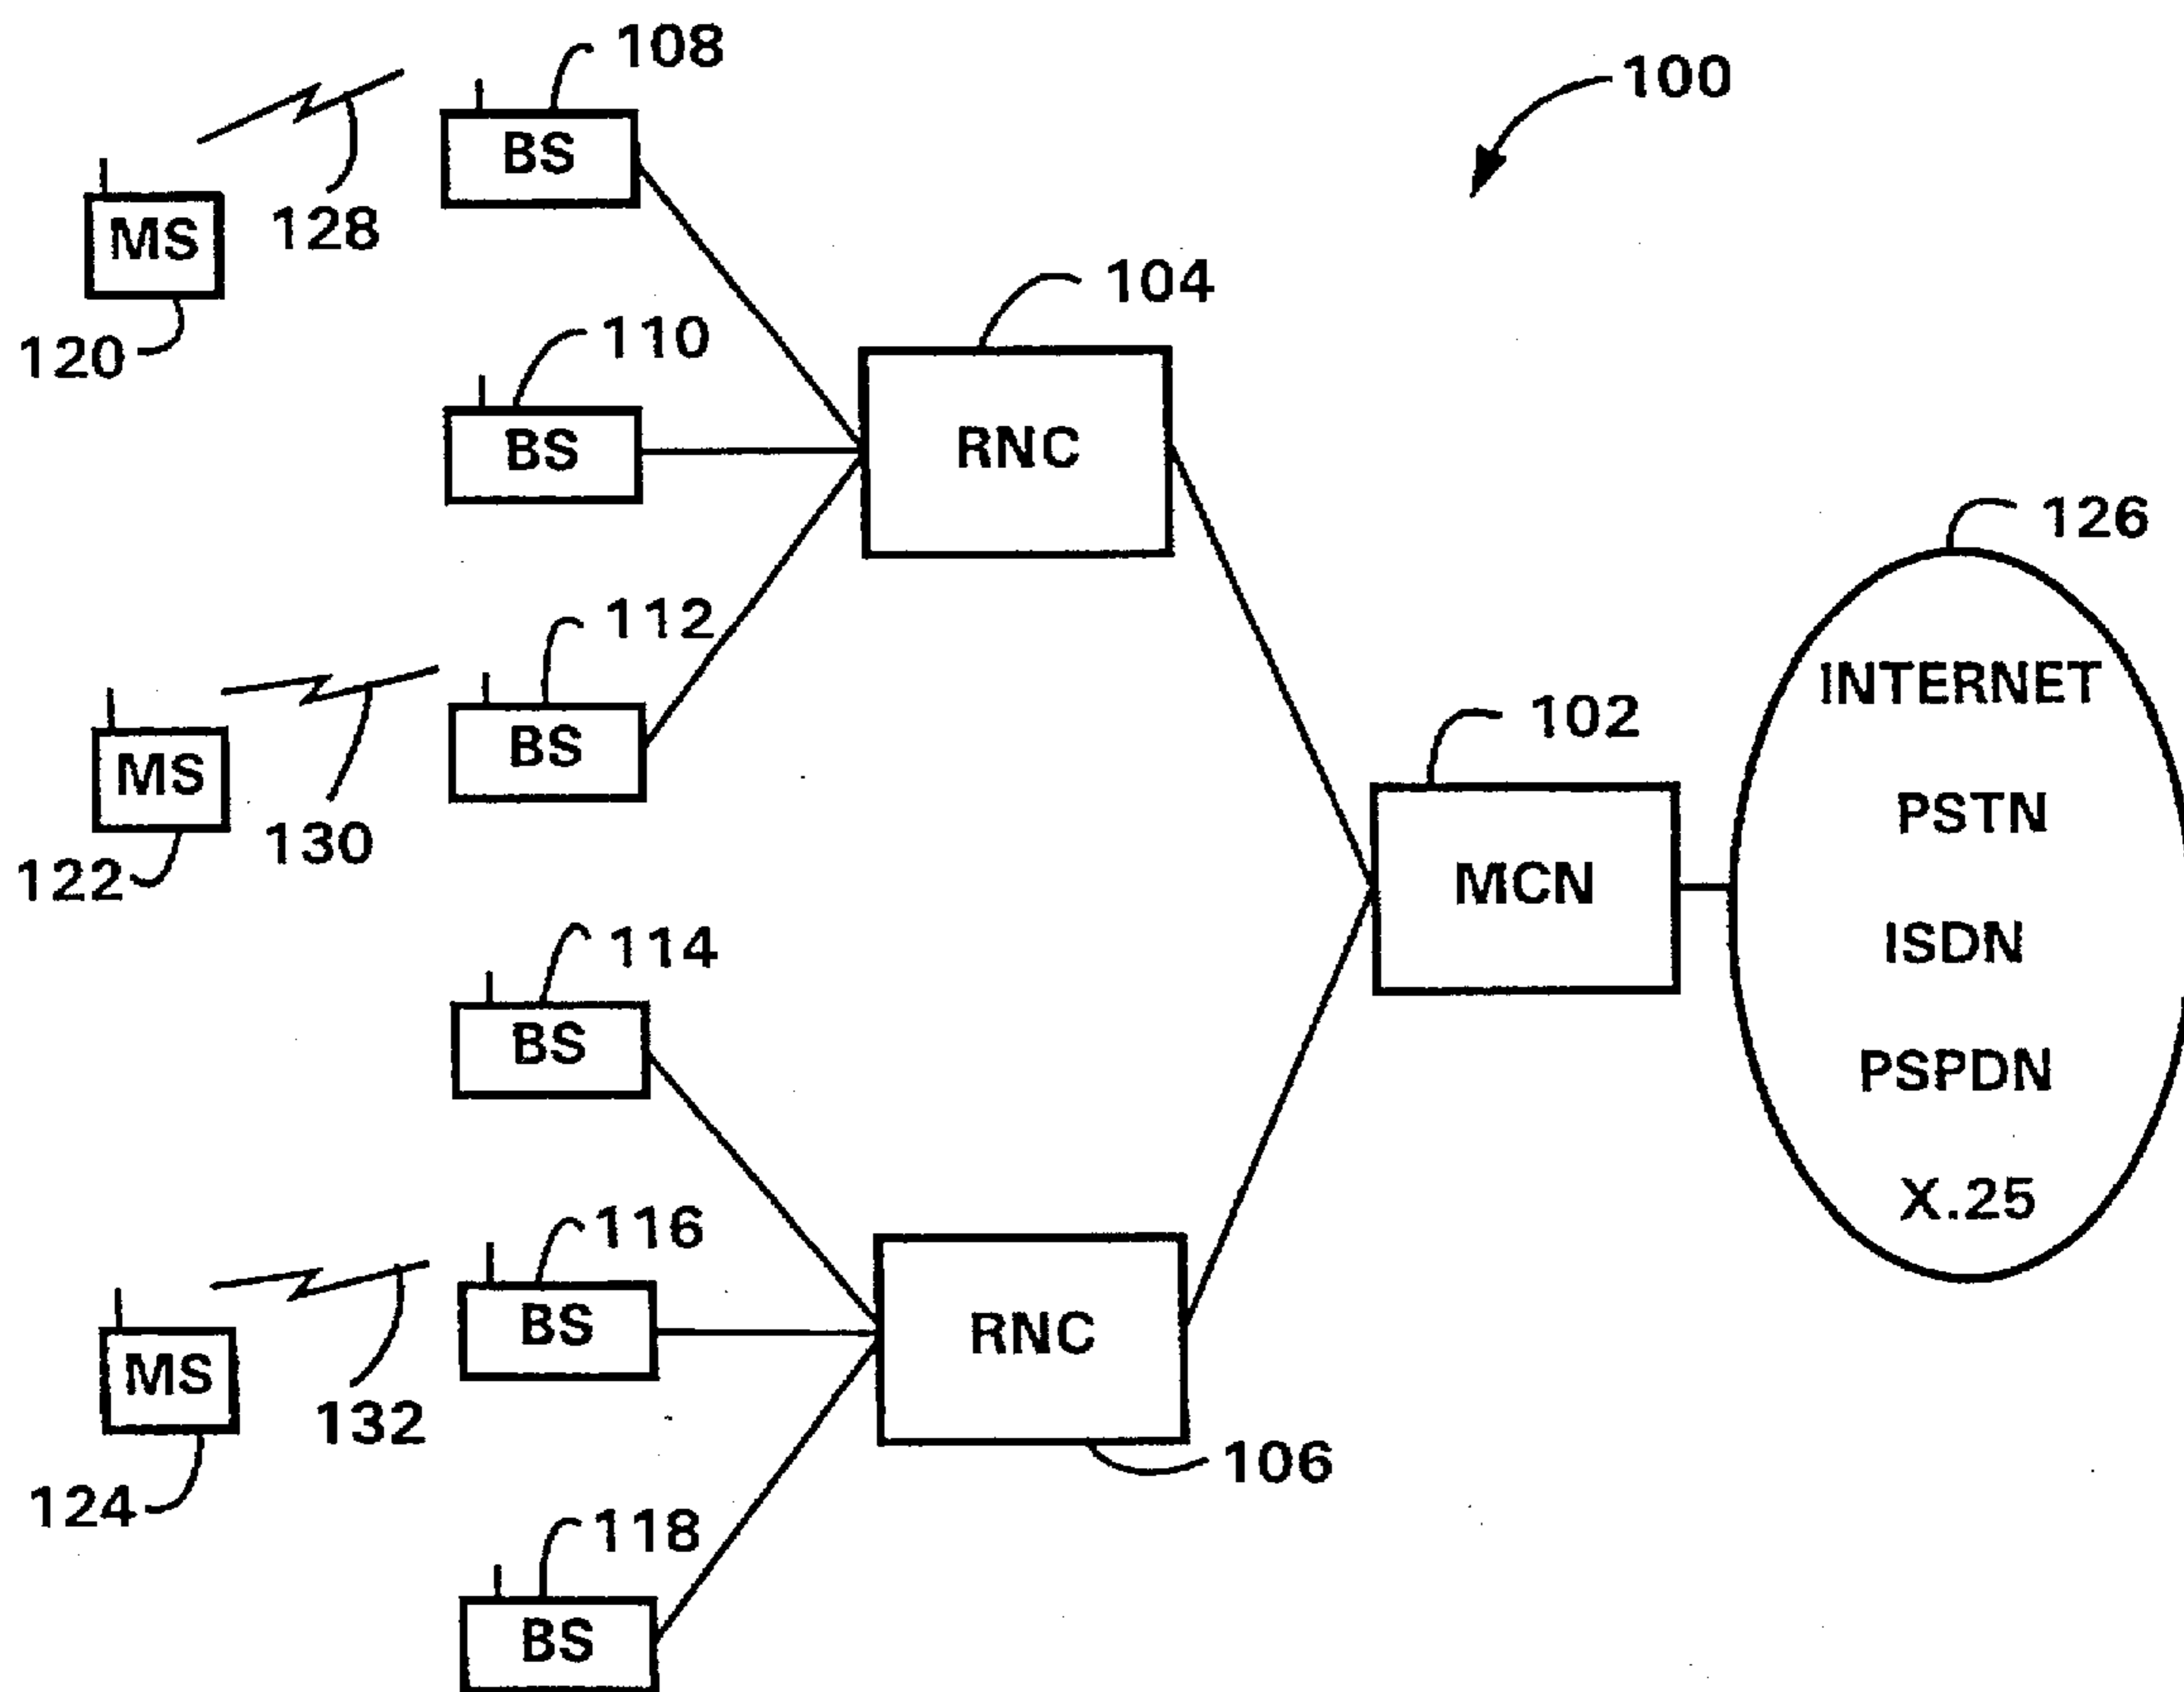 108
100
BS
128
MS
104
120
110
BS
RNC
126
112
INTERNET
102
BS
MS
PSTN
130
122
MCN
114
ISDN
BS
PSPDN
116
X.25
BS
RNC
MS
132
106
124
118
BS